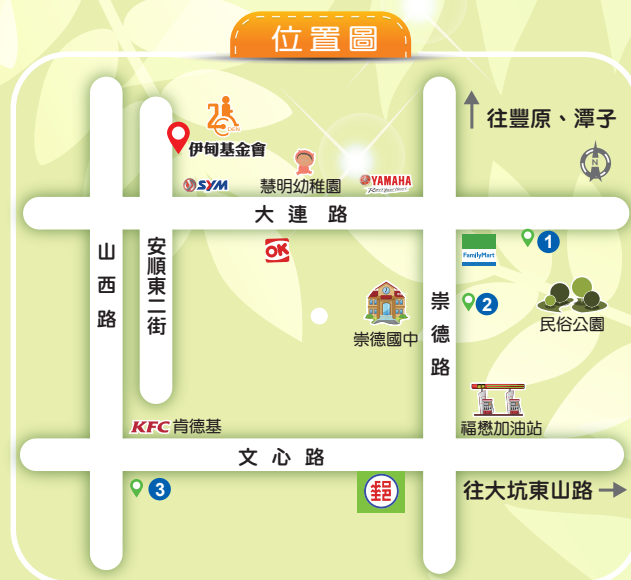 位置圖
往豐原、潭子
N
EDEN
伊甸基金會
SYM
慧明幼稚園
YAMAHA
大連路
山西路
安順東二街
OK
FamilyMart
1
崇德路
2
民俗公園
崇德國中
福懋加油站
KFC 肯德基
文心路
3
郵
往大坑東山路